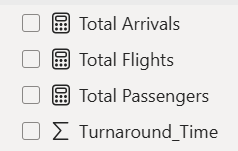 Total Arrivals
Total Flights
Total Passengers
Turnaround_Time